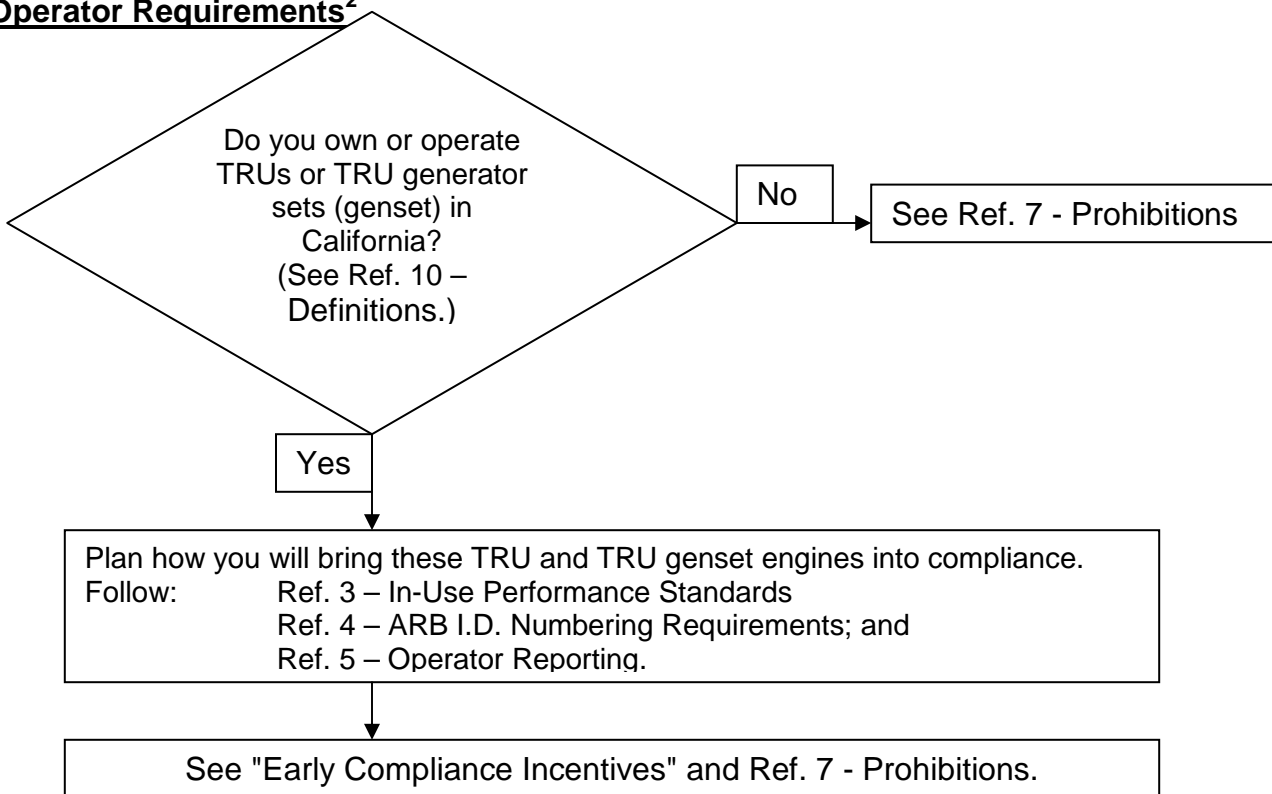 Operator Requirements²
Do you own or operate
TRUs or TRU generator
sets (genset) in
California?
(See Ref. 10 –
Definitions.)
No
See Ref. 7 - Prohibitions
Yes
Plan how you will bring these TRU and TRU genset engines into compliance.
Follow: Ref. 3 – In-Use Performance Standards
Ref. 4 – ARB I.D. Numbering Requirements; and
Ref. 5 – Operator Reporting.
See "Early Compliance Incentives" and Ref. 7 - Prohibitions.